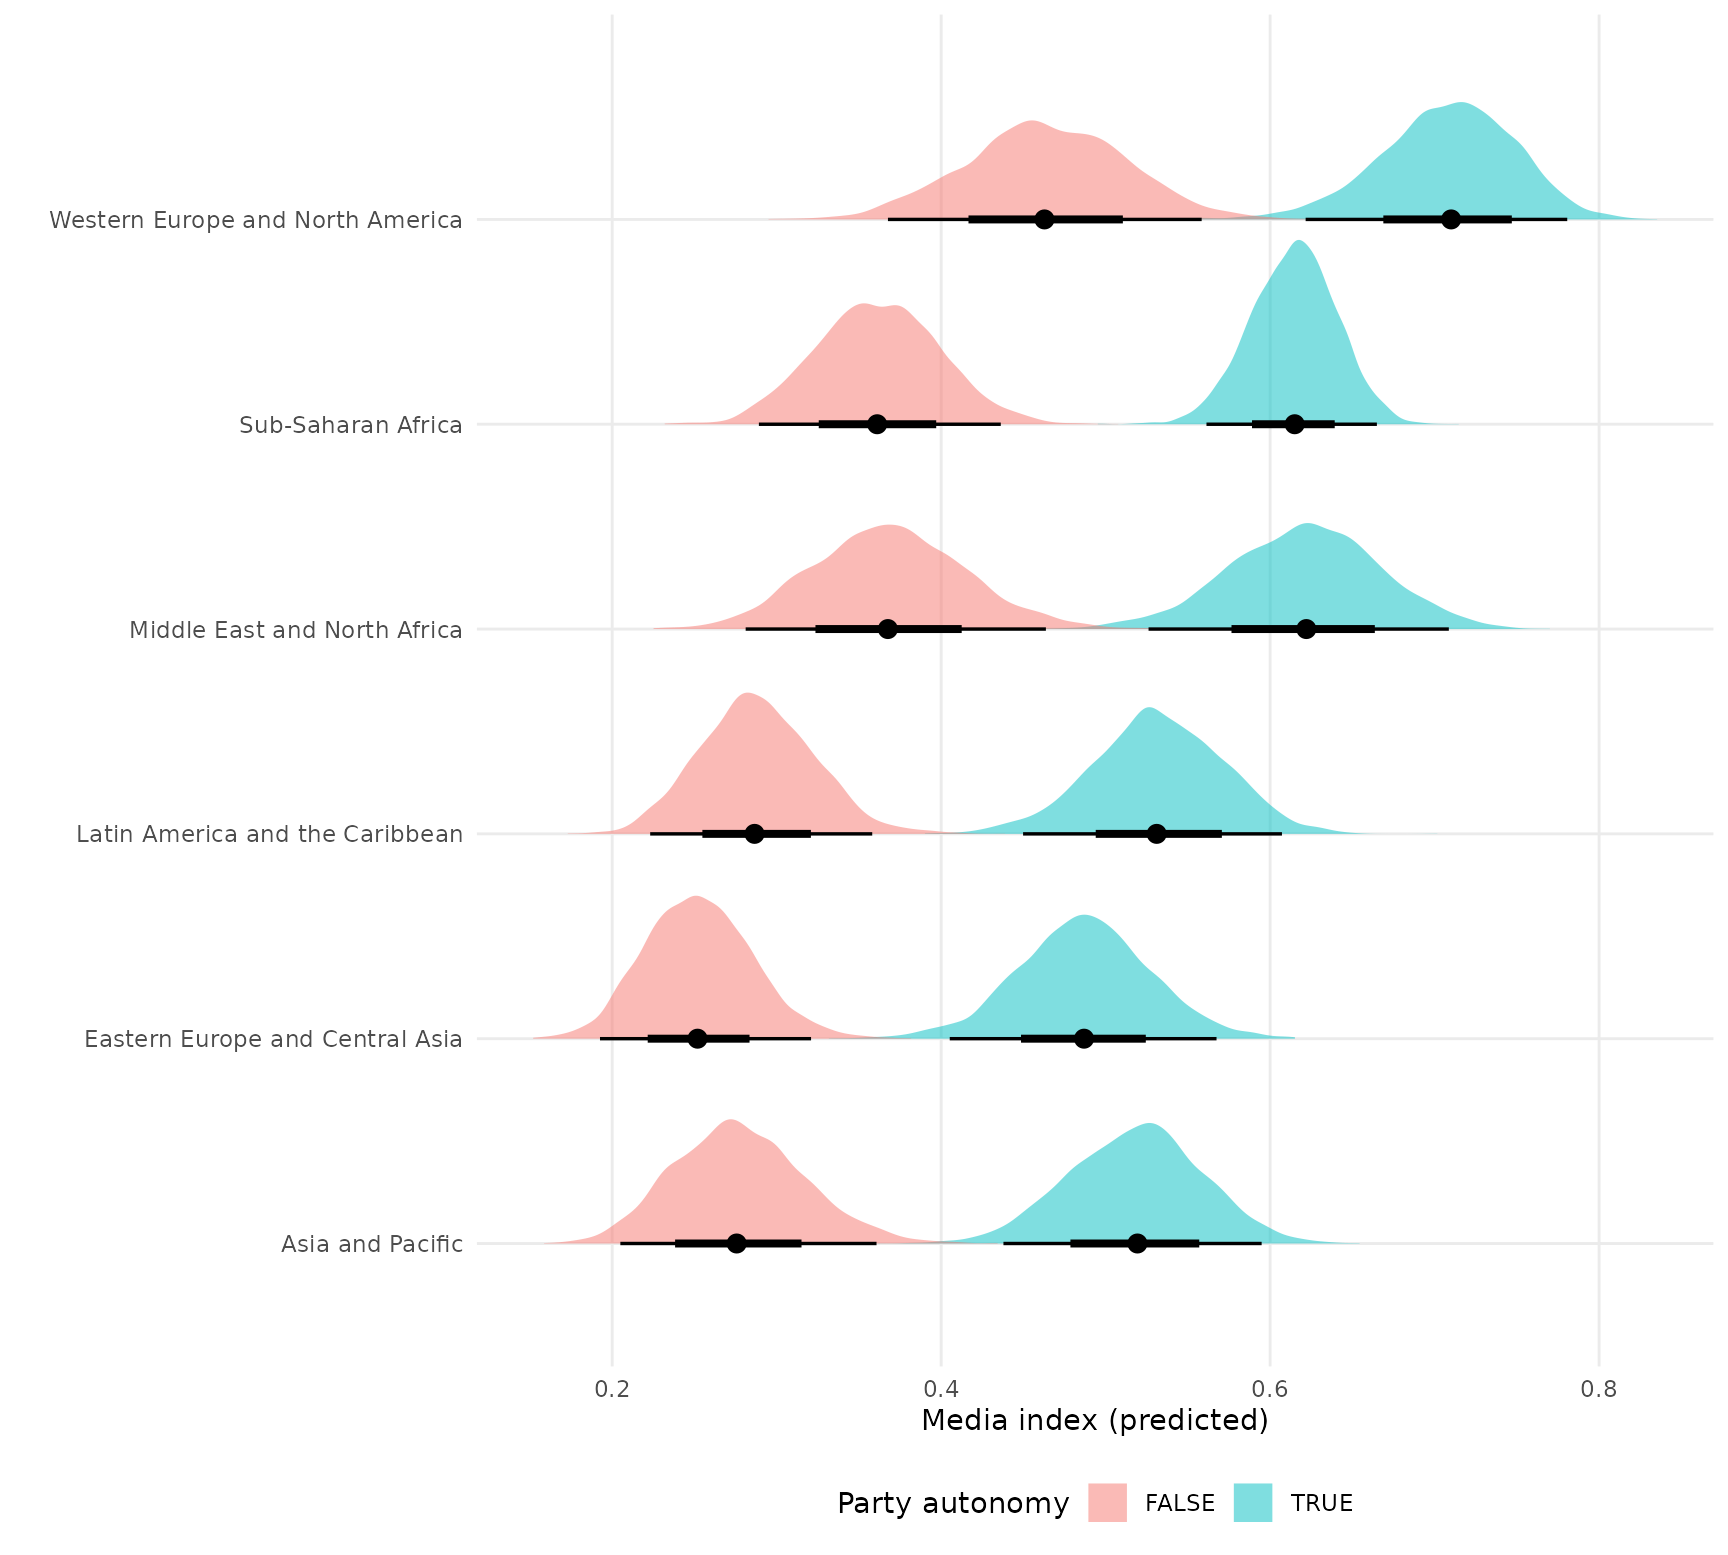 Western Europe and North America
Sub-Saharan Africa
Middle East and North Africa
Latin America and the Caribbean
Eastern Europe and Central Asia
Asia and Pacific
0.2 0.4 0.6 0.8
Media index (predicted)
Party autonomy FALSE TRUE